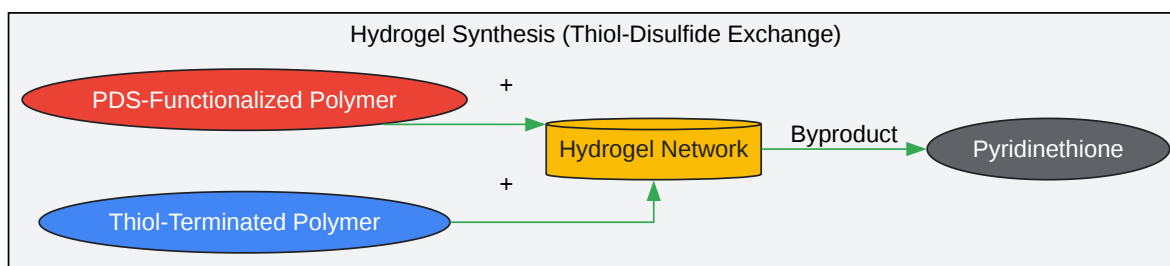 Hydrogel Synthesis (Thiol-Disulfide Exchange)
PDS-Functionalized Polymer
+
Hydrogel Network
Byproduct
Pyridinethione
+
Thiol-Terminated Polymer